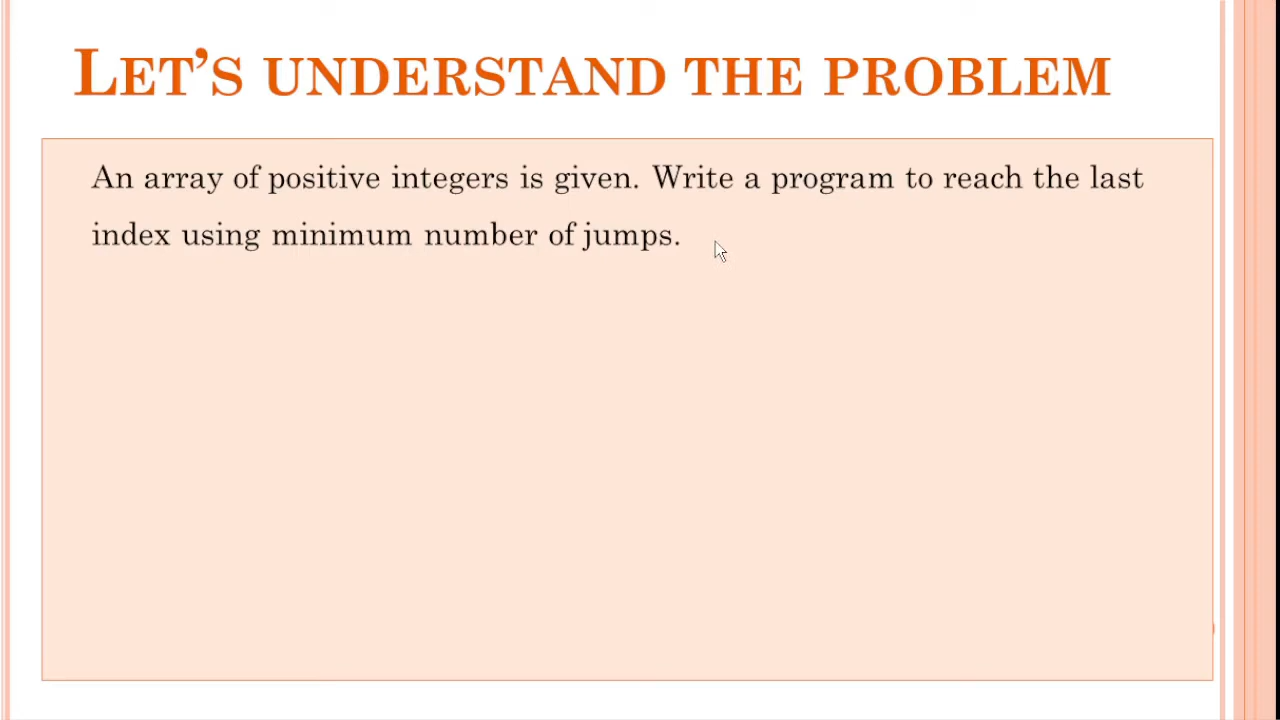 LET'S UNDERSTAND THE PROBLEM
An array of positive integers is given. Write a program to reach the last
index using minimum number of jumps.